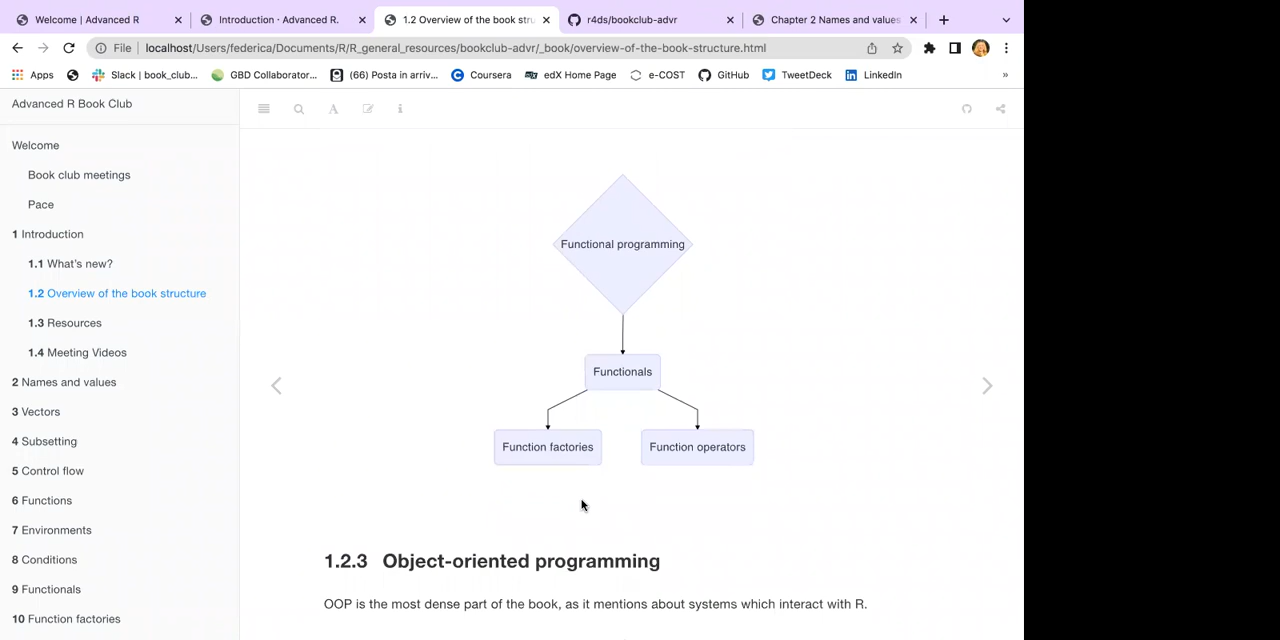 Welcome | Advanced R
Introduction · Advanced R.
1.2 Overview of the book stru
r4ds/bookclub-advr
Chapter 2 Names and values
File
localhost/Users/federica/Documents/R/R_general_resources/bookclub-advr/_book/overview-of-the-book-structure.html
Apps
Slack | book_club...
GBD Collaborator...
(66) Posta in arriv...
Coursera
edX Home Page
e-COST
GitHub
TweetDeck
LinkedIn
»
Advanced R Book Club
Welcome
Book club meetings
Pace
1 Introduction
1.1 What's new?
1.2 Overview of the book structure
1.3 Resources
1.4 Meeting Videos
2 Names and values
3 Vectors
4 Subsetting
5 Control flow
6 Functions
7 Environments
8 Conditions
9 Functionals
10 Function factories
A
i
Functional programming
Functionals
Function factories
Function operators
1.2.3 Object-oriented programming
OOP is the most dense part of the book, as it mentions about systems which interact with R.